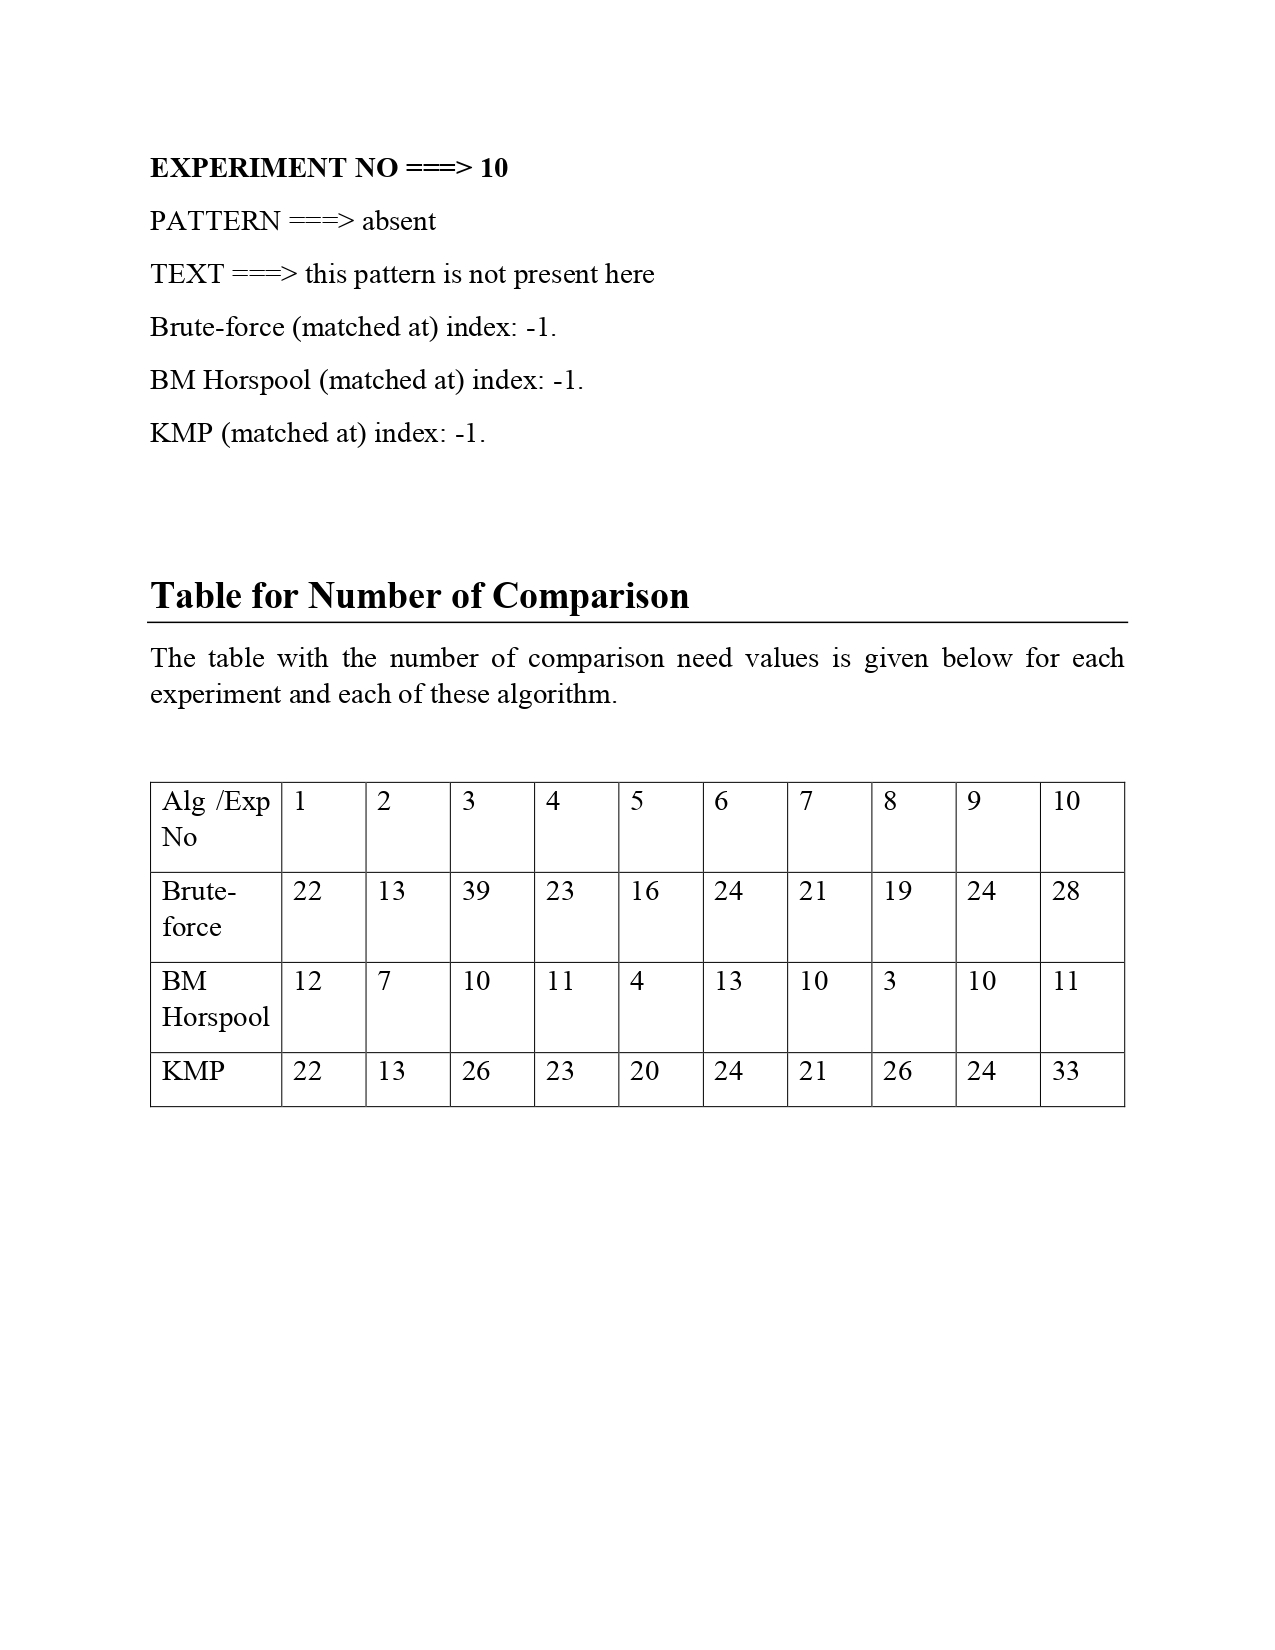 EXPERIMENT NO ===> 10
PATTERN ===> absent
TEXT ===> this pattern is not present here
Brute-force (matched at) index: -1.
BM Horspool (matched at) index: -1.
KMP (matched at) index: -1.
Table for Number of Comparison
The table with the number of comparison need values is given below for each
experiment and each of these algorithm.
Alg /Exp 1 2 3 4 5 6 7 8 9 10
No
Brute- 22 13 39 23 16 24 21 19 24 28
force
BM 12 7 10 11 4 13 10 3 10 11
Horspool
KMP 22 13 26 23 20 24 21 26 24 33